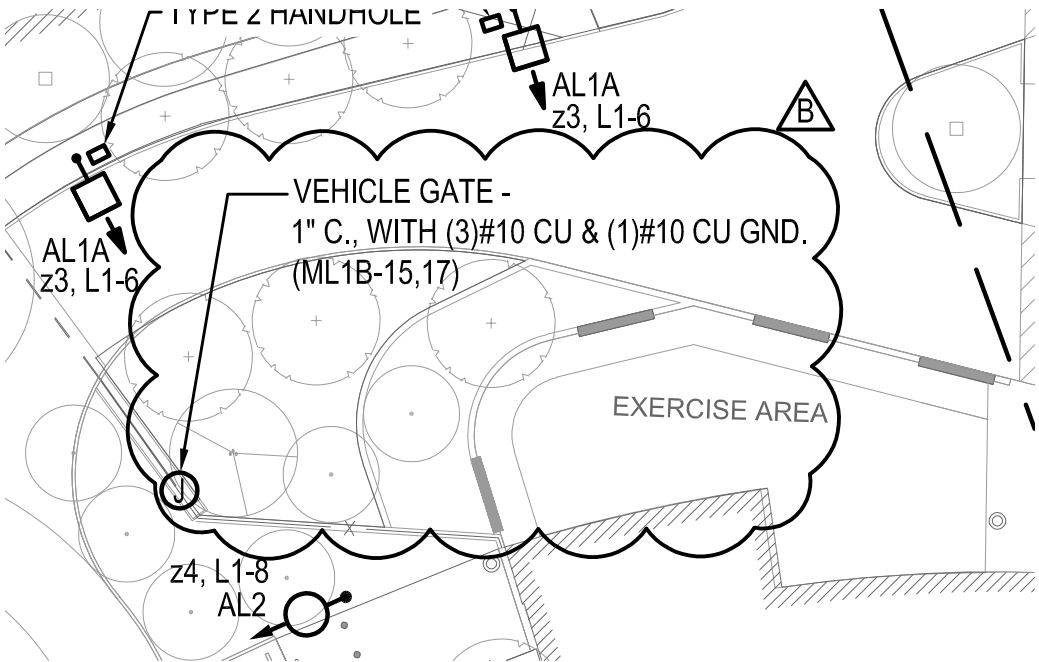 TYPE 2 HANDHOLE
AL1A
z3, L1-6
B
VEHICLE GATE -
1" C., WITH (3)#10 CU & (1)#10 CU GND.
(ML1B-15,17)
AL1A
z3, L1-6
EXERCISE AREA
J
X
z4, L1-8
AL2